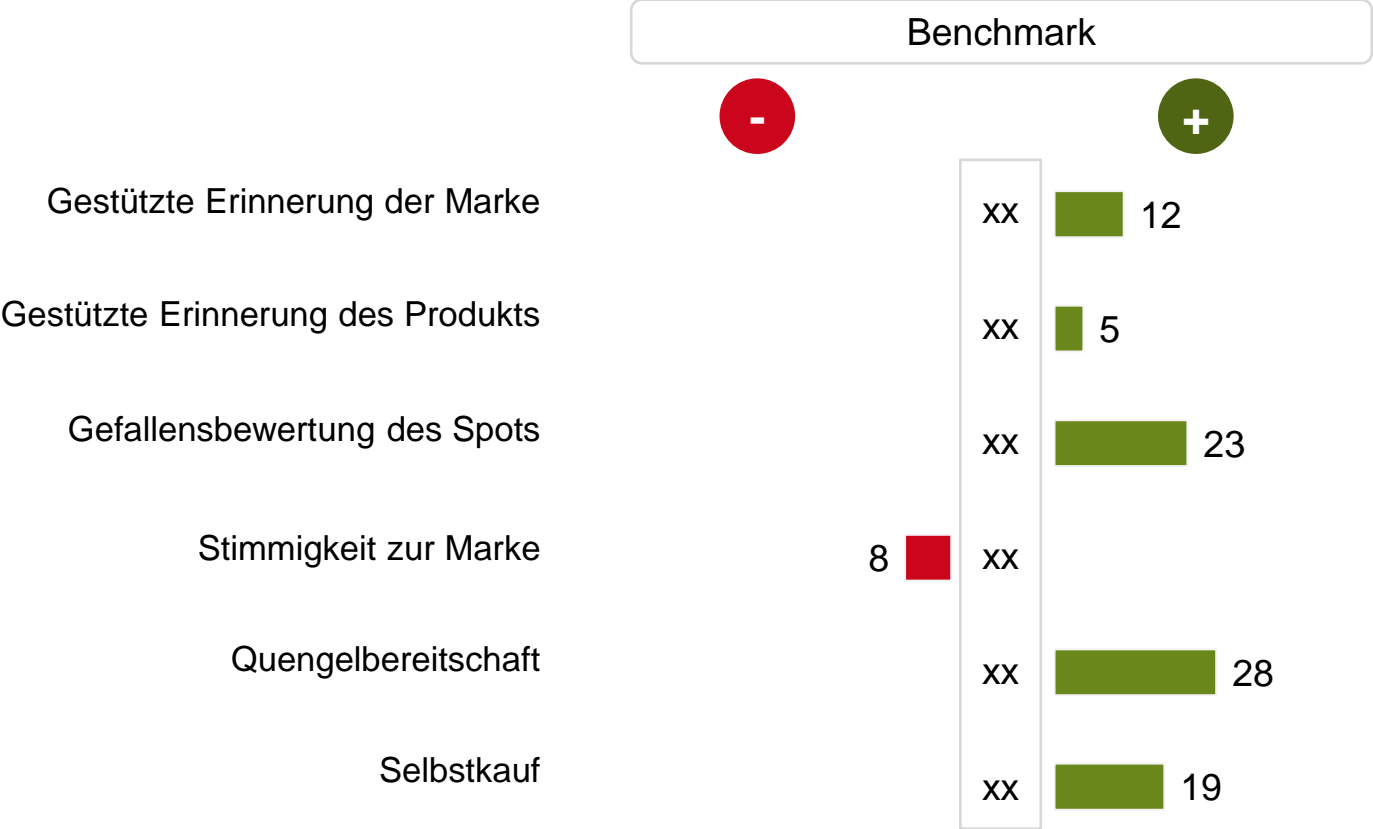 Benchmark
- +
Gestützte Erinnerung der Marke xx 12
Gestützte Erinnerung des Produkts xx 5
Gefallensbewertung des Spots xx 23
Stimmigkeit zur Marke 8 xx
Quengelbereitschaft xx 28
Selbstkauf xx 19